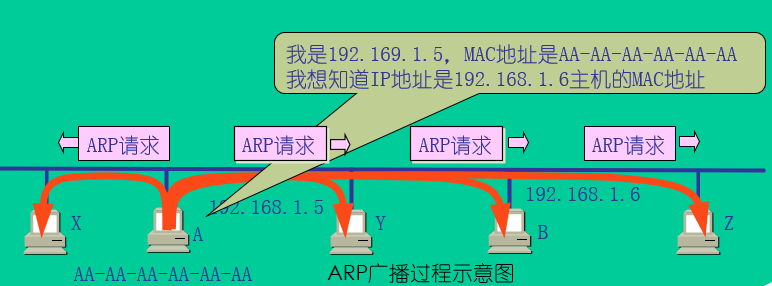 我是192.169.1.5，MAC地址是AA-AA-AA-AA-AA-AA
我想知道IP地址是192.168.1.6主机的MAC地址
ARP请求
ARP请求
ARP请求
ARP请求
X
A
192.168.1.5
Y
B
192.168.1.6
Z
AA-AA-AA-AA-AA-AA
ARP广播过程示意图